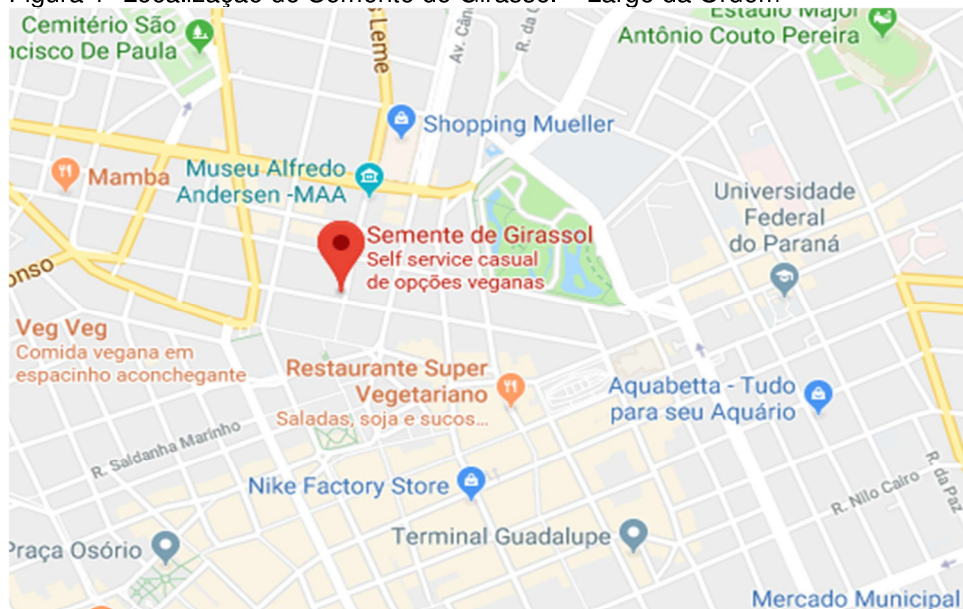 Cemitério São
ncisco De Paula
Leme
Av. Cân
R. da
Estádio Major
Antônio Couto Pereira
Shopping Mueller
Mamba
Museu Alfredo
Andersen -MAA
Universidade
Federal
do Paraná
Semente de Girassol
Self service casual
de opções veganas
onso
Veg Veg
Comida vegana em
espacinho aconchegante
Restaurante Super
Vegetariano
Saladas, soja e sucos...
Aquabetta - Tudo
para seu Aquário
R. Saldanha Marinho
Nike Factory Store
R. Nilo Cairo
R. da Paz
Terminal Guadalupe
Praça Osório
Mercado Municipal